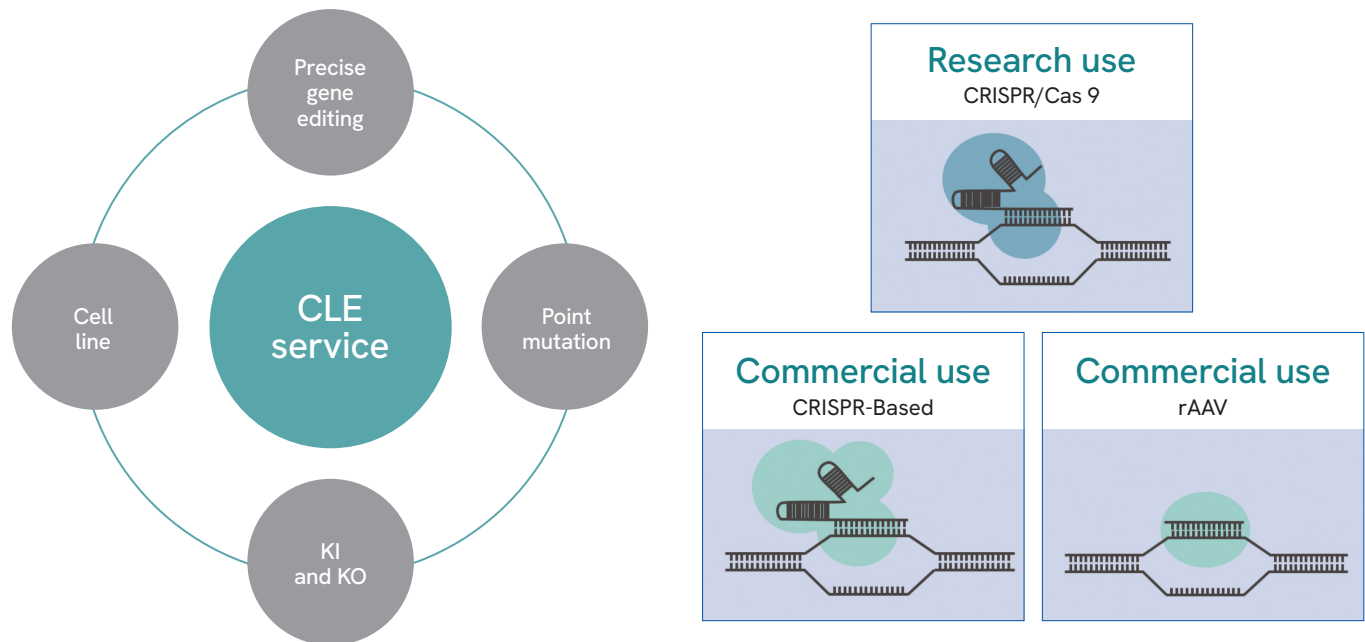 Precise
gene
editing
Cell
line
CLE
service
Point
mutation
KI
and KO
Research use
CRISPR/Cas 9
Commercial use
CRISPR-Based
Commercial use
rAAV